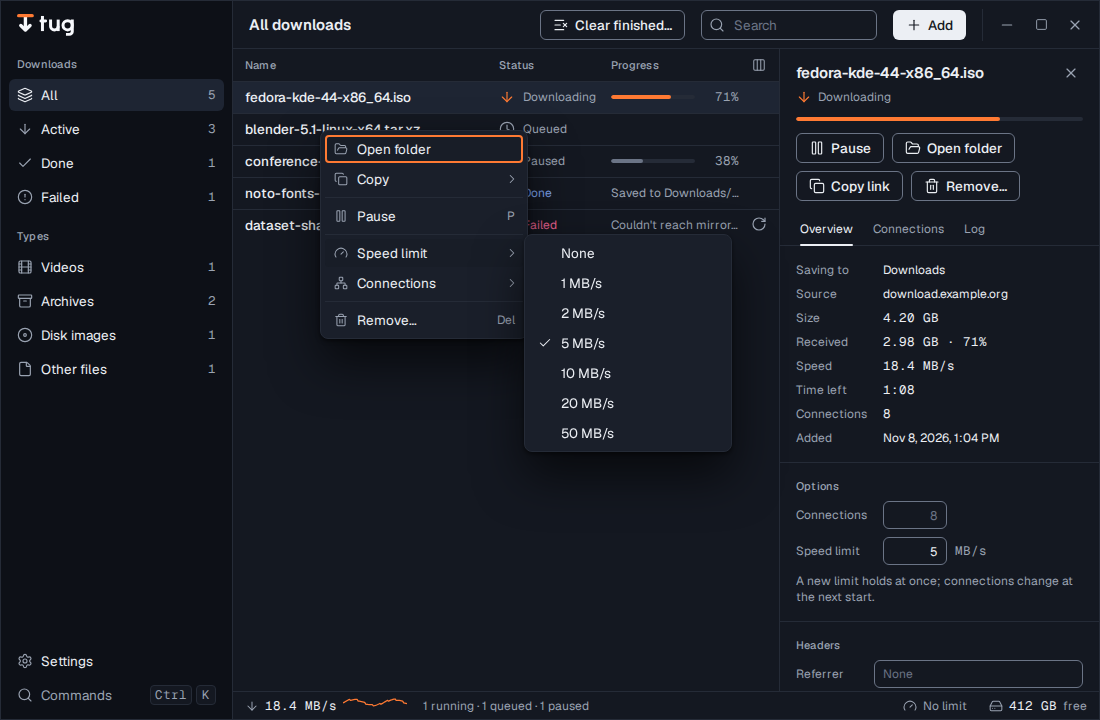 tug
All downloads
Clear finished…
Search
Add
Downloads
All 5
Active 3
Done 1
Failed 1
Types
Videos 1
Archives 2
Disk images 1
Other files 1
Settings
Commands Ctrl K
Name Status Progress
fedora-kde-44-x86_64.iso Downloading 71%
blender-5.1-linux-x64.tar.xz Queued
conference- Paused 38%
noto-fonts- Done Saved to Downloads/…
dataset-sha Failed Couldn't reach mirror…
Open folder
Copy
Pause P
Speed limit
Connections
Remove… Del
None
1 MB/s
2 MB/s
5 MB/s
10 MB/s
20 MB/s
50 MB/s
fedora-kde-44-x86_64.iso
Downloading
Pause
Open folder
Copy link
Remove…
Overview Connections Log
Saving to Downloads
Source download.example.org
Size 4.20 GB
Received 2.98 GB · 71%
Speed 18.4 MB/s
Time left 1:08
Connections 8
Added Nov 8, 2026, 1:04 PM
Options
Connections 8
Speed limit 5 MB/s
A new limit holds at once; connections change at
the next start.
Headers
Referrer None
18.4 MB/s 1 running · 1 queued · 1 paused No limit 412 GB free